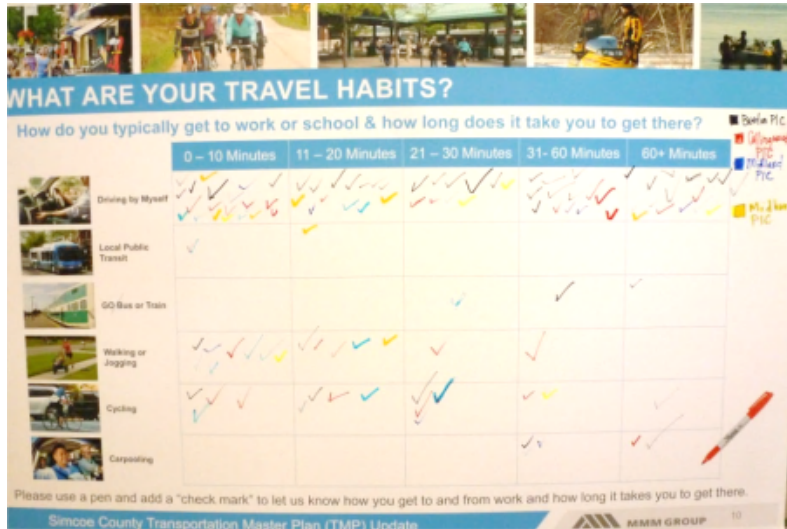 WHAT ARE YOUR TRAVEL HABITS?
How do you typically get to work or school & how long does it take you to get there?
Barrie PIC
Collingwood PIC
Midland PIC
PIC
0 – 10 Minutes
11 – 20 Minutes
21 – 30 Minutes
31- 60 Minutes
60+ Minutes
Driving by Myself
Local Public
Transit
GO Bus or Train
Walking or
Jogging
Cycling
Carpooling
Please use a pen and add a "check mark" to let us know how you get to and from work and how long it takes you to get there.
Simcoe County Transportation Master Plan (TMP) Update
MMM GROUP
10